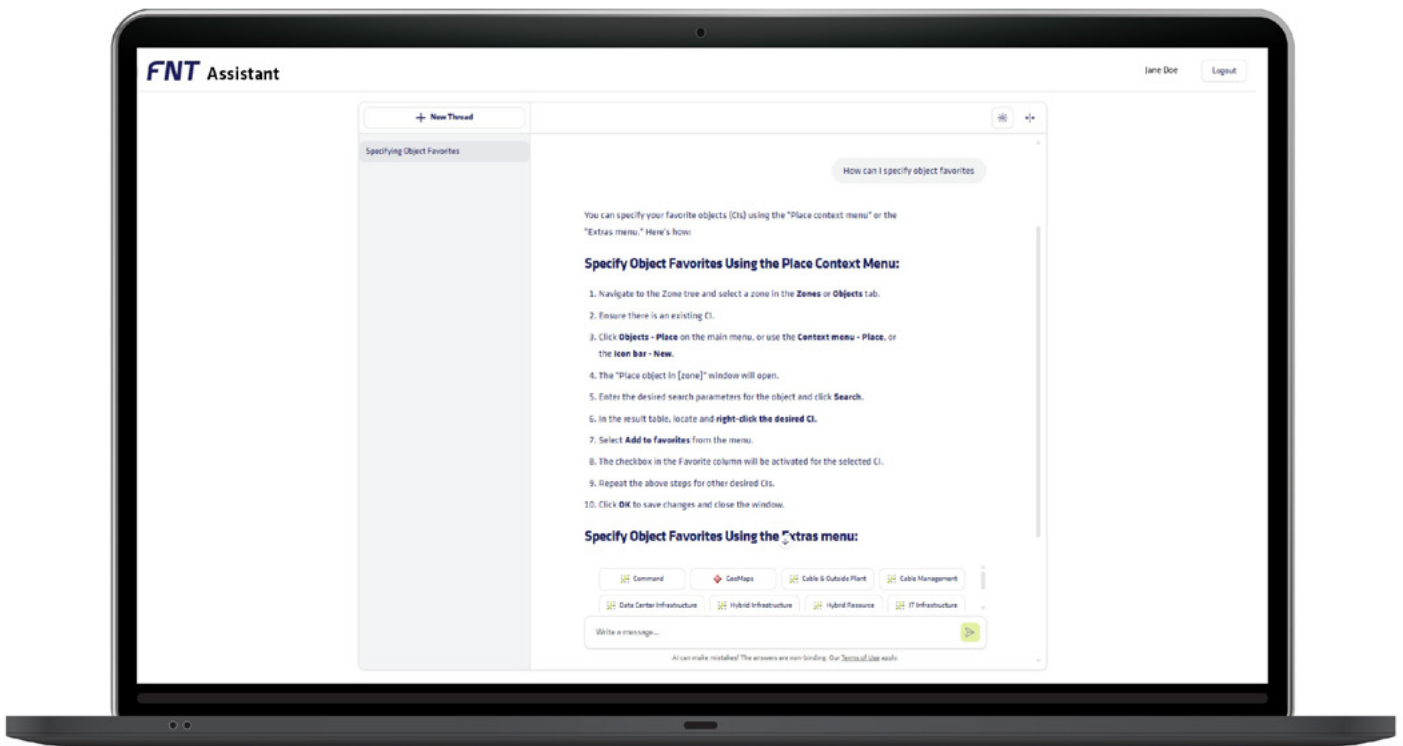 FNT Assistant
Jane Doe
Logout
+ New Thread
Specifying Object Favorites
How can I specify object favorites
You can specify your favorite objects (CIs) using the "Place context menu" or the
"Extras menu." Here's how:
Specify Object Favorites Using the Place Context Menu:
1. Navigate to the Zone tree and select a zone in the Zones or Objects tab.
2. Ensure there is an existing CI.
3. Click Objects - Place on the main menu, or use the Context menu - Place, or
the Icon bar - New.
4. The "Place object in [zone]" window will open.
5. Enter the desired search parameters for the object and click Search.
6. In the result table, locate and right-click the desired CI.
7. Select Add to favorites from the menu.
8. The checkbox in the Favorite column will be activated for the selected CI.
9. Repeat the above steps for other desired CIs.
10. Click OK to save changes and close the window.
Specify Object Favorites Using the Extras menu:
Command GeoMaps Cable & Outside Plant Cable Management
Data Center Infrastructure Hybrid Infrastructure Hybrid Resource IT Infrastructure
Write a message...
AI can make mistakes! The answers are non-binding. Our Terms of Use apply.